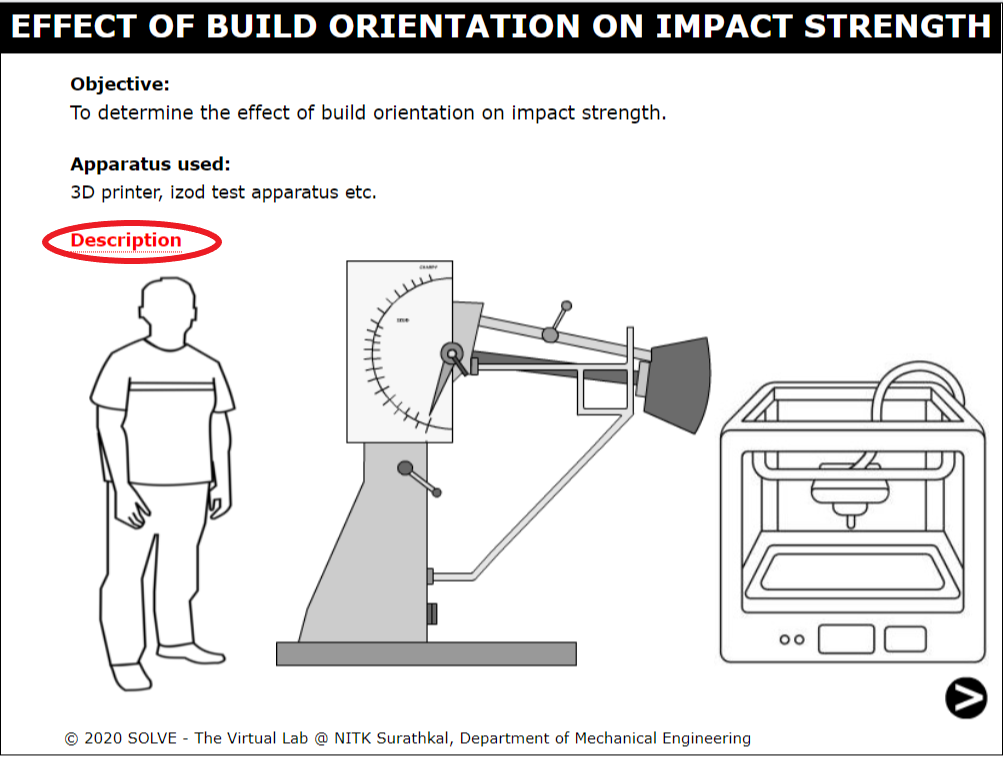 EFFECT OF BUILD ORIENTATION ON IMPACT STRENGTH
Objective:
To determine the effect of build orientation on impact strength.
Apparatus used:
3D printer, izod test apparatus etc.
Description
CHARPY
IZOD
© 2020 SOLVE - The Virtual Lab @ NITK Surathkal, Department of Mechanical Engineering